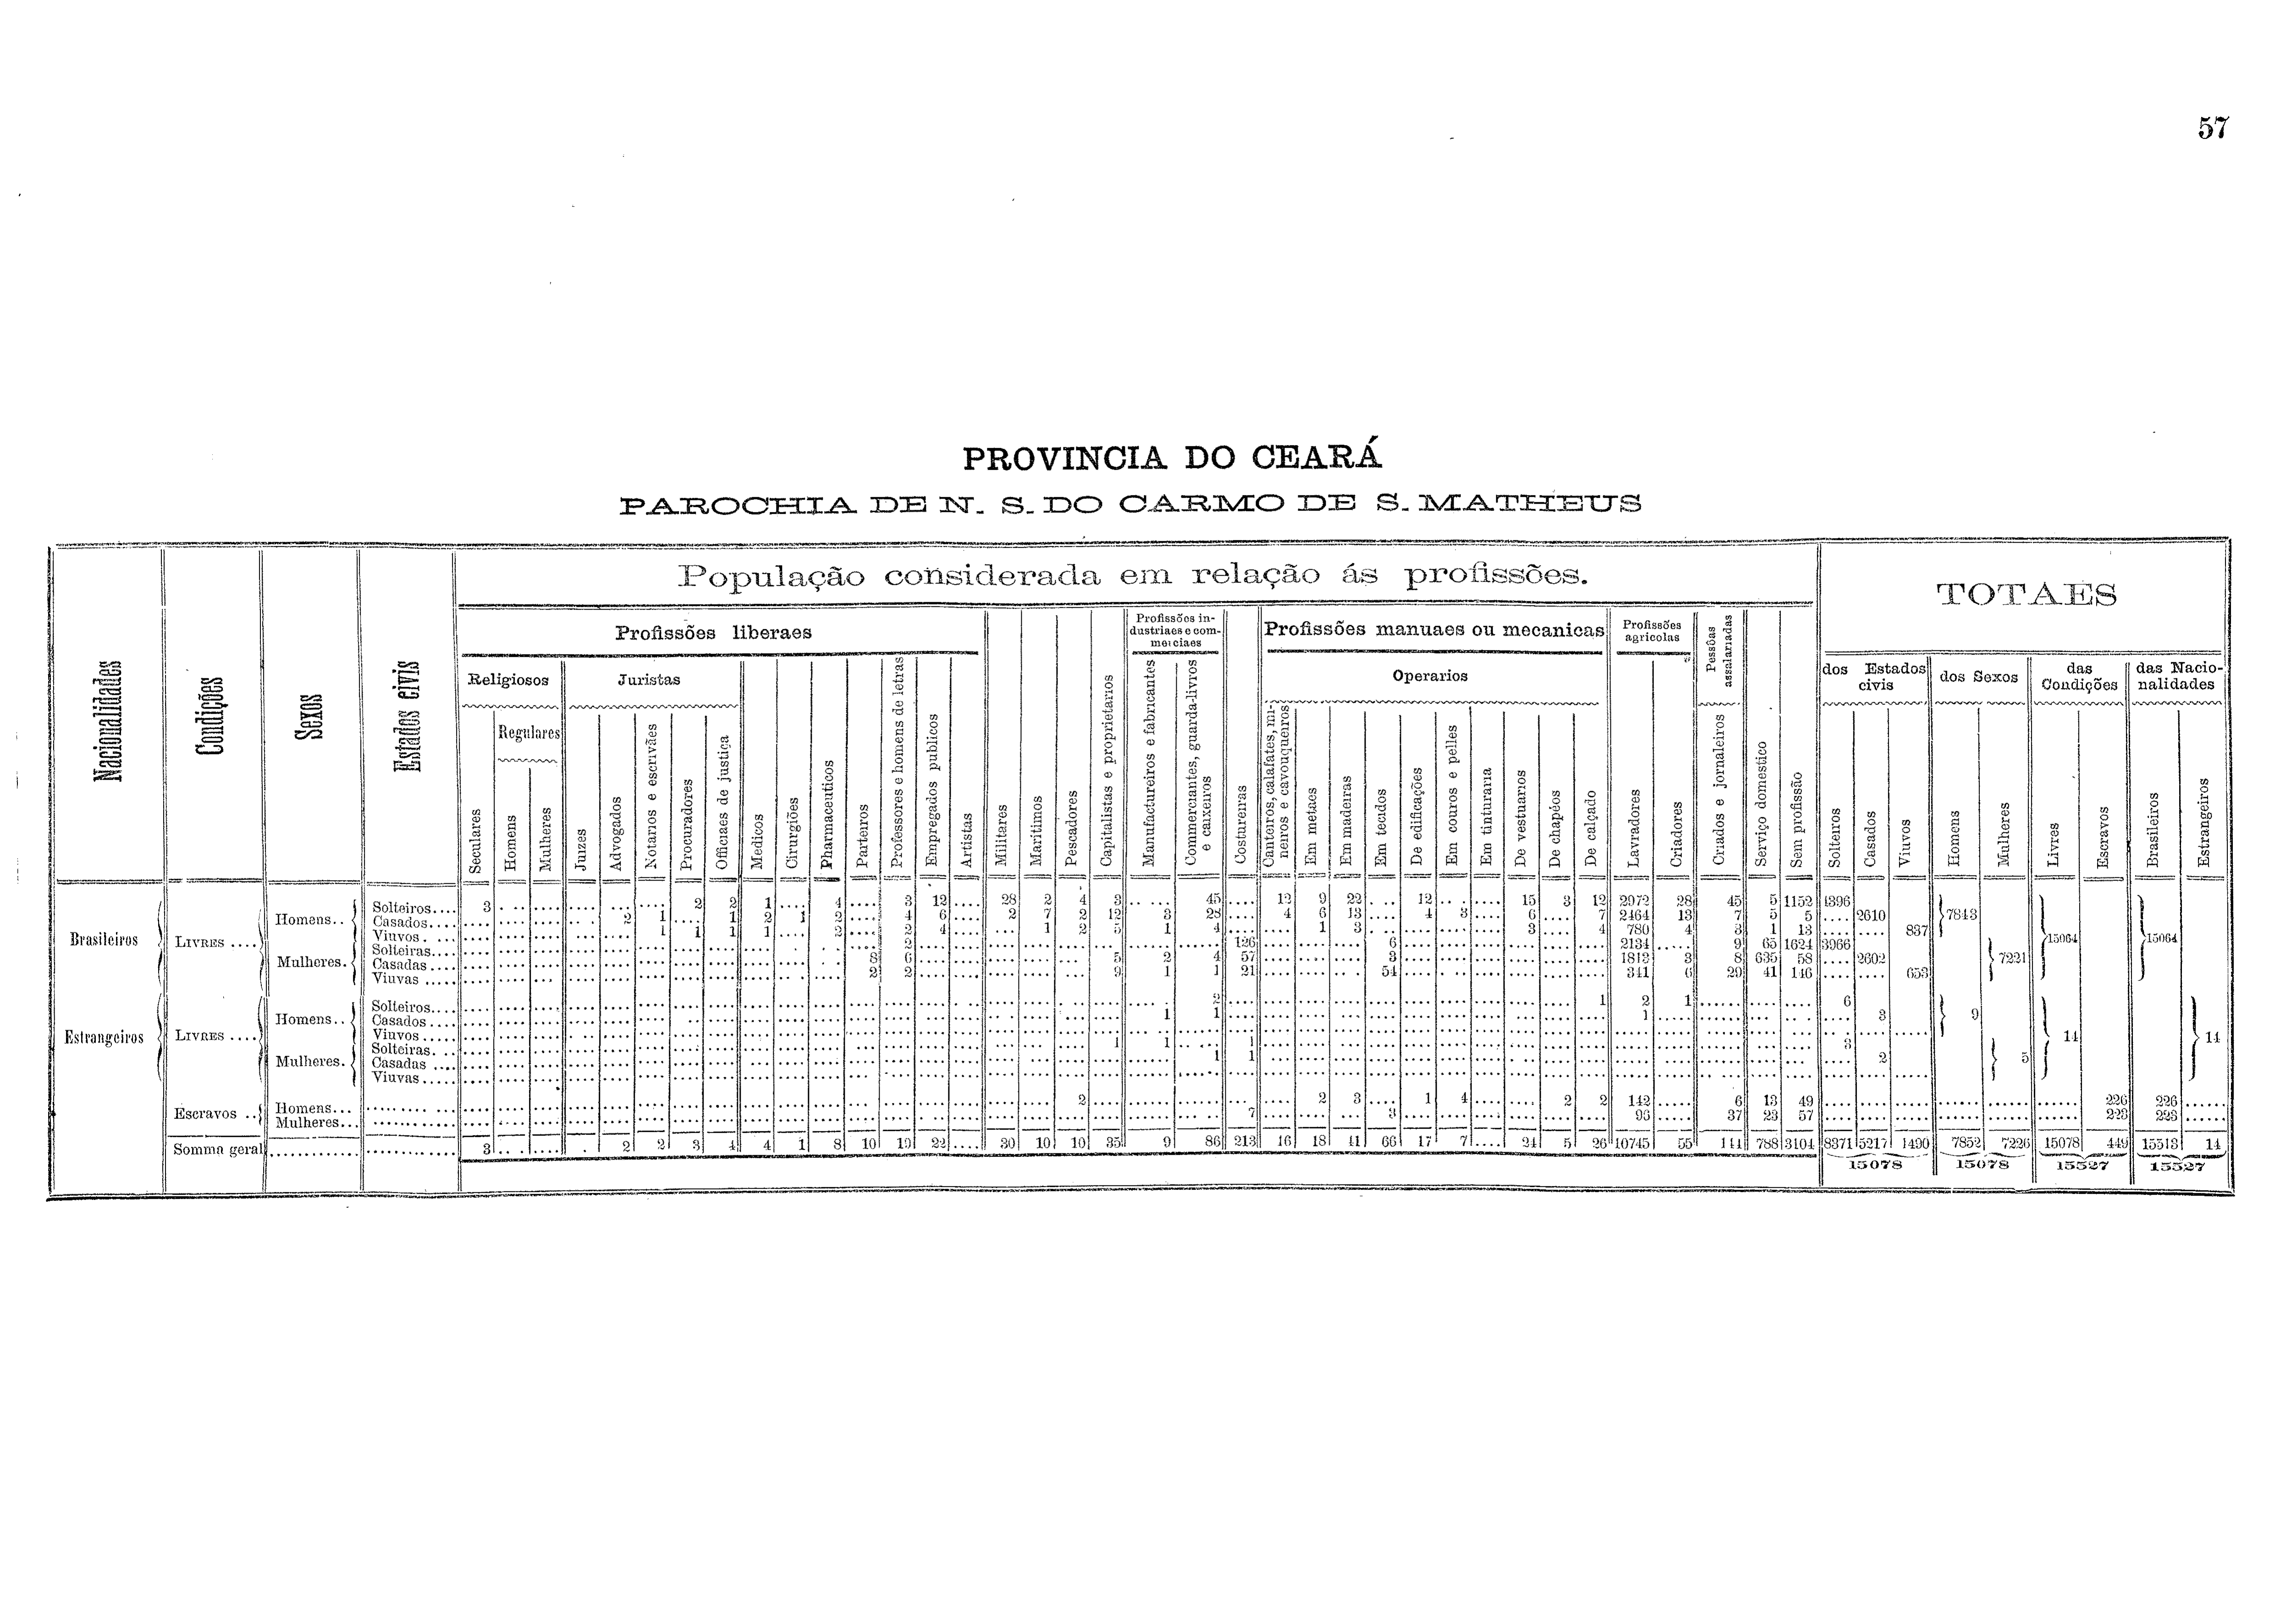 57
PROVINCIA DO CEARÁ
PAROCHIA DE N. S. DO CARMO DE S. MATHEUS
População considerada em relação ás profissões.
TOTAES
Nacionalidades
Condições
Sexos
Estados civis
Profissões liberaes
Profissões industriaes e commerciaes
Profissões manuaes ou mecanicas
Profissões agricolas
Pessôas assalariadas
Religiosos
Juristas
Operarios
dos Estados civis
dos Sexos
das Condições
das Nacionalidades
Regulares
Seculares
Homens
Mulheres
Juizes
Advogados
Notarios e escrivães
Procuradores
Officiaes de justiça
Medicos
Cirurgiões
Pharmaceuticos
Parteiros
Professores e homens de letras
Empregados publicos
Artistas
Militares
Maritimos
Pescadores
Capitalistas e proprietarios
Manufactureiros e fabricantes
Commerciantes, guarda-livros e caixeiros
Costureiras
Canteiros, calafates, mineiros e cavouqueiros
Em metaes
Em madeiras
Em tecidos
De edificações
Em couros e pelles
Em tinturaria
De vestuarios
De chapéos
De calçado
Lavradores
Criadores
Criados e jornaleiros
Serviço domestico
Sem profissão
Solteiros
Casados
Viuvos
Homens
Mulheres
Livres
Escravos
Brasileiros
Estrangeiros
Brasileiros LIVRES .... Homens.. Solteiros.... 3 2 2 1 4 3 12 28 2 4 3 45 12 9 22 12 15 3 12 2972 28 45 5 1152 4396
Casados.... 2 1 1 2 1 2 4 6 2 7 2 12 3 28 4 6 13 4 3 6 7 2464 13 7 5 5 2610 7843
Viuvos. ... 1 1 1 1 2 2 4 1 2 5 1 4 1 3 3 4 780 4 3 1 13 837
Mulheres. Solteiras.... 2 126 6 2134 9 65 1624 3966 15064 15064
Casadas .... 8 6 5 2 4 57 3 1812 3 8 635 58 2602 7221
Viuvas ..... 2 2 9 1 1 21 54 341 6 29 41 146 653
Estrangeiros LIVRES .... Homens.. Solteiros.... 2 1 2 1 6
Casados .... 1 1 1 3 9
Viuvos.....
Mulheres. Solteiras. ... 1 1 1 3 14 14
Casadas .... 1 1 2 5
Viuvas.....
Escravos .. Homens... 2 2 3 1 4 2 2 142 6 13 49 226 226
Mulheres... 7 3 96 37 23 57 223 223
Somma geral 3 2 2 3 4 4 1 8 10 19 22 .... 30 10 10 35 9 86 213 16 18 41 66 17 7 .... 24 5 26 10745 55 144 788 3104 8371 5217 1490 7852 7226 15078 449 15513 14
15078 15078 15527 15527